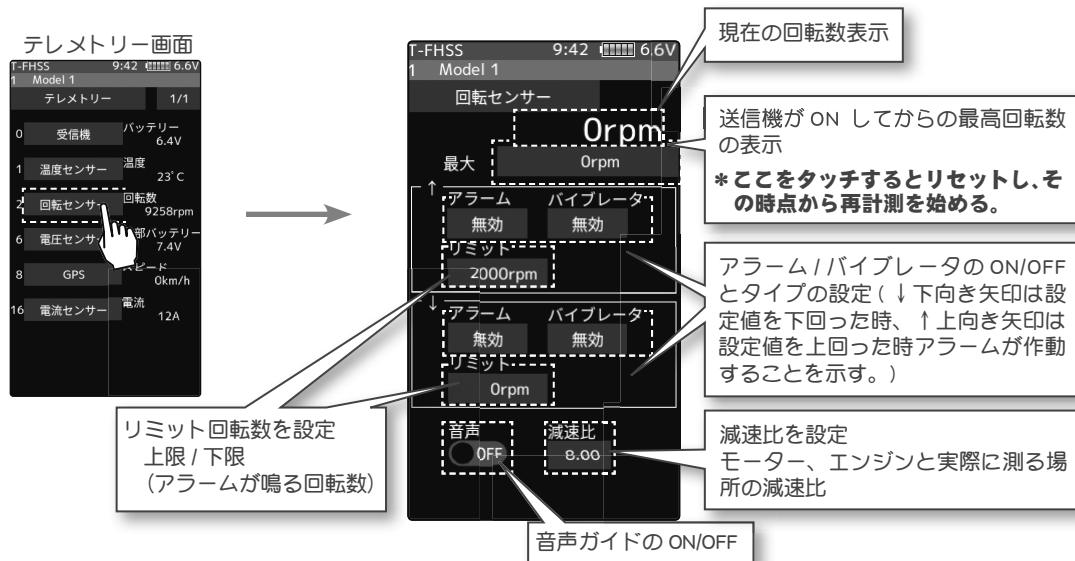 テレメトリー画面
T-FHSS 9:42 6.6V
1 Model 1
テレメトリー 1/1
0 受信機 バッテリー
6.4V
1 温度センサー 温度
23°C
2 回転センサー 回転数
9258rpm
6 電圧センサ 部バッテリー
7.4V
8 GPS スピード
0km/h
16 電流センサー 電流
12A
T-FHSS 9:42 6.6V
1 Model 1
回転センサー
0rpm
最大 0rpm
↑
アラーム バイブレータ
無効 無効
リミット
2000rpm
↓
アラーム バイブレータ
無効 無効
リミット
0rpm
音声 減速比
OFF 8.00
現在の回転数表示
送信機が ON してからの最高回転数
の表示
＊ここをタッチするとリセットし、そ
の時点から再計測を始める。
アラーム / バイブレータの ON/OFF
とタイプの設定 ( ↓下向き矢印は設
定値を下回った時、↑上向き矢印は
設定値を上回った時アラームが作動
することを示す。)
減速比を設定
モーター、エンジンと実際に測る場
所の減速比
リミット回転数を設定
上限 / 下限
（アラームが鳴る回転数）
音声ガイドの ON/OFF